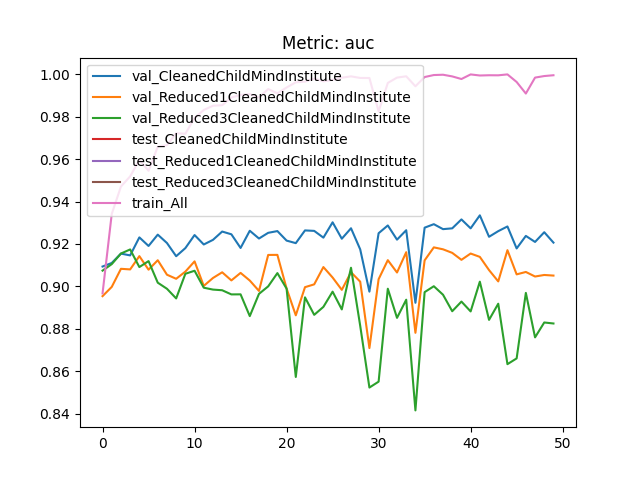 Metric: auc
1.00
0.98
0.96
0.94
0.92
0.90
0.88
0.86
0.84
val_CleanedChildMindInstitute
val_Reduced1CleanedChildMindInstitute
val_Reduced3CleanedChildMindInstitute
test_CleanedChildMindInstitute
test_Reduced1CleanedChildMindInstitute
test_Reduced3CleanedChildMindInstitute
train_All
0 10 20 30 40 50